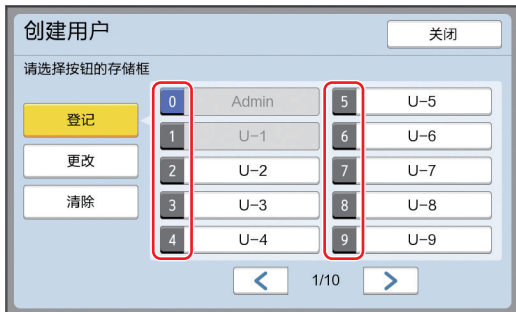 创建用户 关闭
请选择按钮的存储框
登记
更改
清除
0 Admin 5 U-5
1 U-1 6 U-6
2 U-2 7 U-7
3 U-3 8 U-8
4 U-4 9 U-9
< 1/10 >